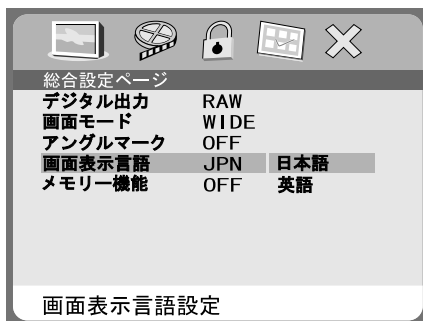 総合設定ページ
デジタル出力 RAW
画面モード WIDE
アングルマーク OFF
画面表示言語 JPN 日本語
メモリー機能 OFF 英語
画面表示言語設定